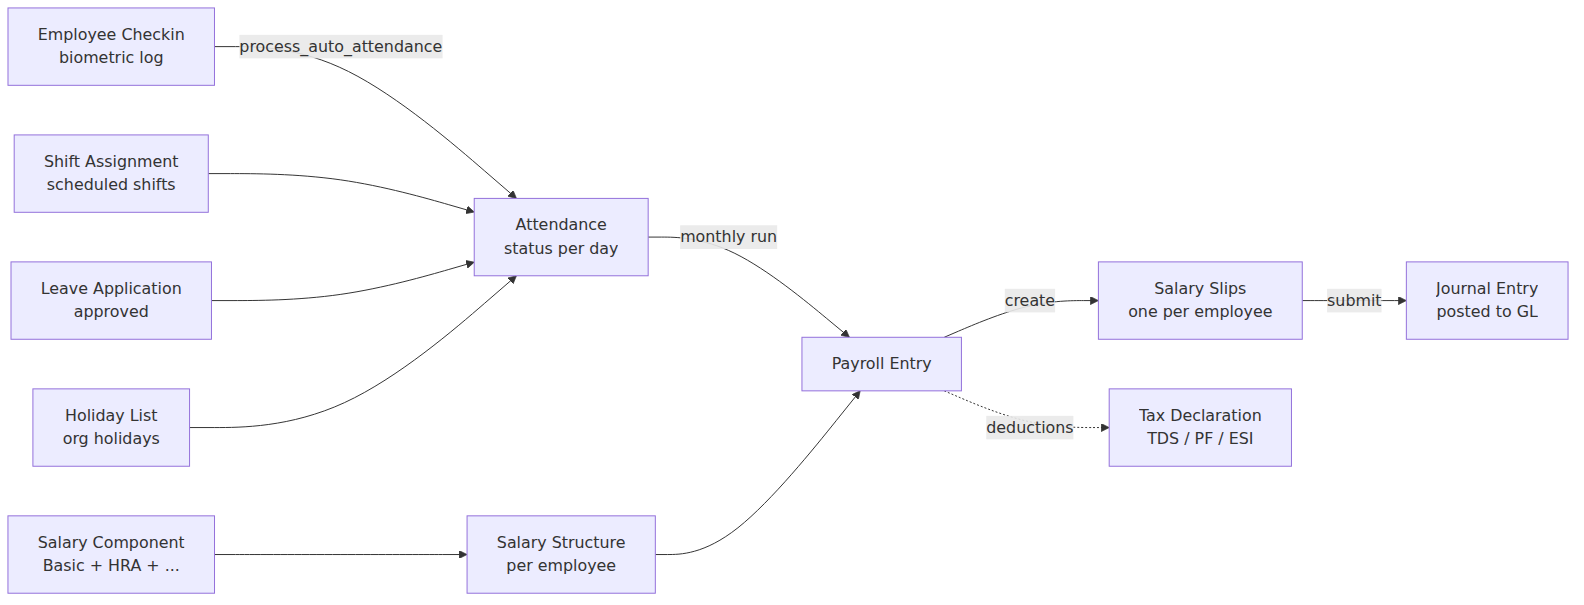 Employee Checkin
biometric log
process_auto_attendance
Shift Assignment
scheduled shifts
Leave Application
approved
Holiday List
org holidays
Salary Component
Basic + HRA + ...
Attendance
status per day
Salary Structure
per employee
monthly run
Payroll Entry
create
deductions
Salary Slips
one per employee
Tax Declaration
TDS / PF / ESI
submit
Journal Entry
posted to GL